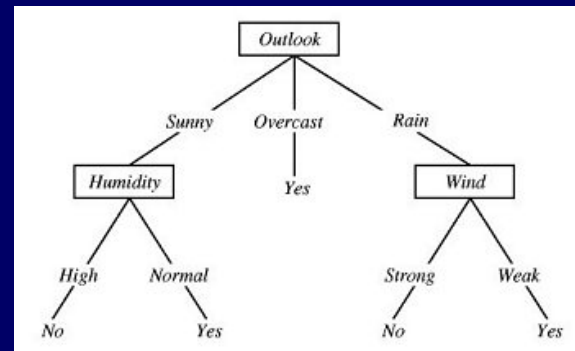 Outlook
Sunny Overcast Rain
Humidity Yes Wind
High Normal Strong Weak
No Yes No Yes